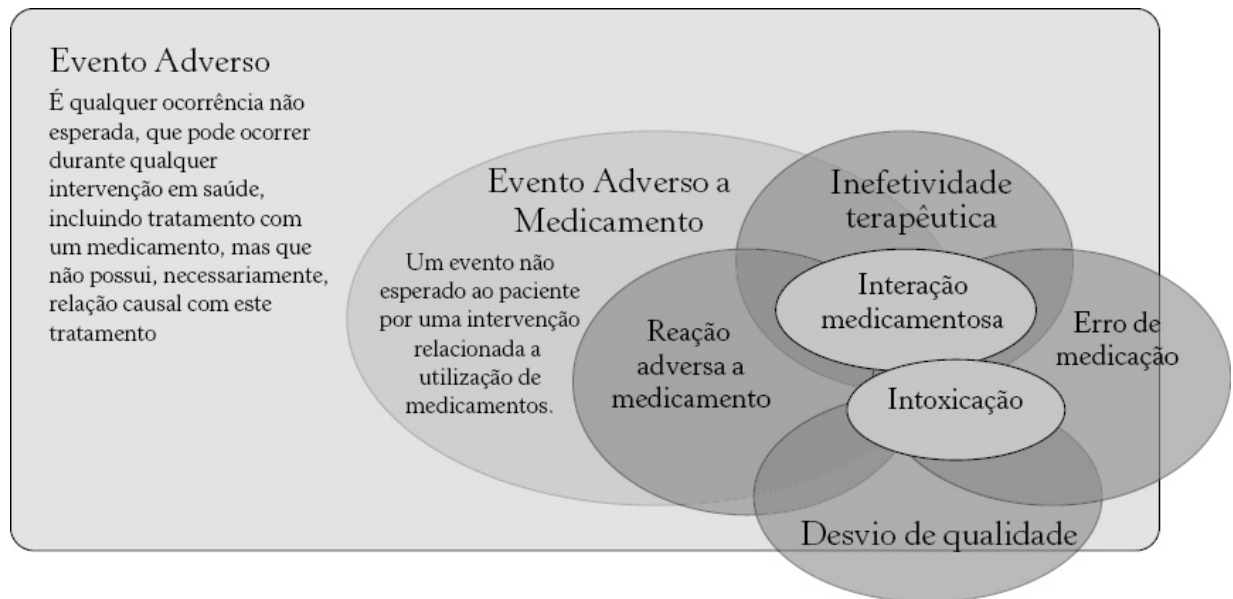 Evento Adverso
É qualquer ocorrência não
esperada, que pode ocorrer
durante qualquer
intervenção em saúde,
incluindo tratamento com
um medicamento, mas que
não possui, necessariamente,
relação causal com este
tratamento
Evento Adverso a
Medicamento
Um evento não
esperado ao paciente
por uma intervenção
relacionada a
utilização de
medicamentos.
Inefetividade
terapêutica
Interação
medicamentosa
Reação
adversa a
medicamento
Erro de
medicação
Intoxicação
Desvio de qualidade